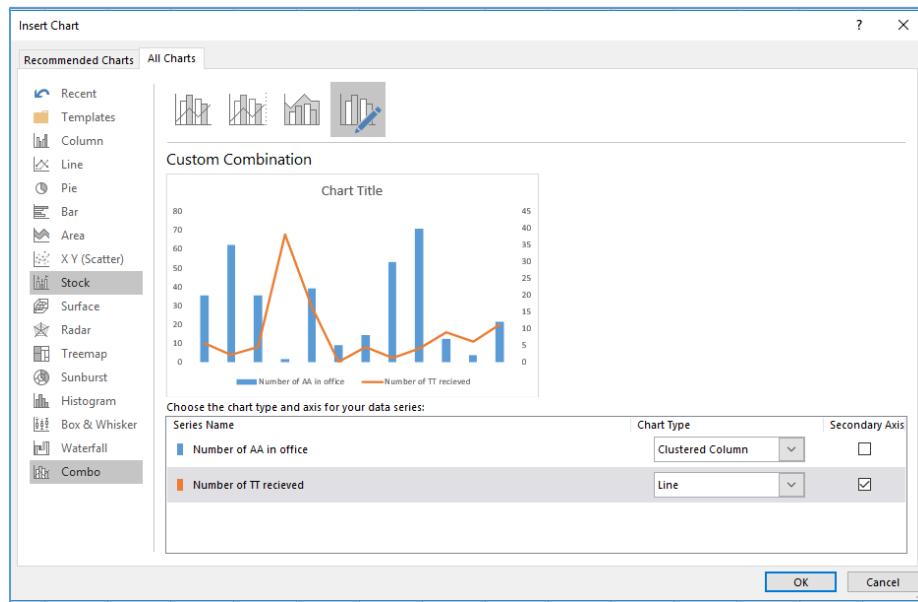 Insert Chart ? X
Recommended Charts All Charts
Recent
Templates
Column
Line
Pie
Bar
Area
X Y (Scatter)
Stock
Surface
Radar
Treemap
Sunburst
Histogram
Box & Whisker
Waterfall
Combo
Custom Combination
Chart Title
80
70
60
50
40
30
20
10
0
45
40
35
30
25
20
15
10
5
0
Number of AA in office Number of TT recieved
Choose the chart type and axis for your data series:
Series Name Chart Type Secondary Axis
Number of AA in office Clustered Column
Number of TT recieved Line
OK Cancel